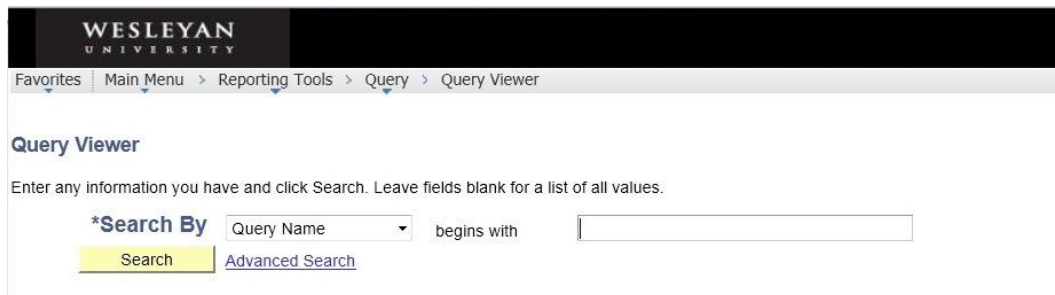 WESLEYAN
UNIVERSITY
Favorites Main Menu > Reporting Tools > Query > Query Viewer
Query Viewer
Enter any information you have and click Search. Leave fields blank for a list of all values.
*Search By Query Name begins with
Search Advanced Search